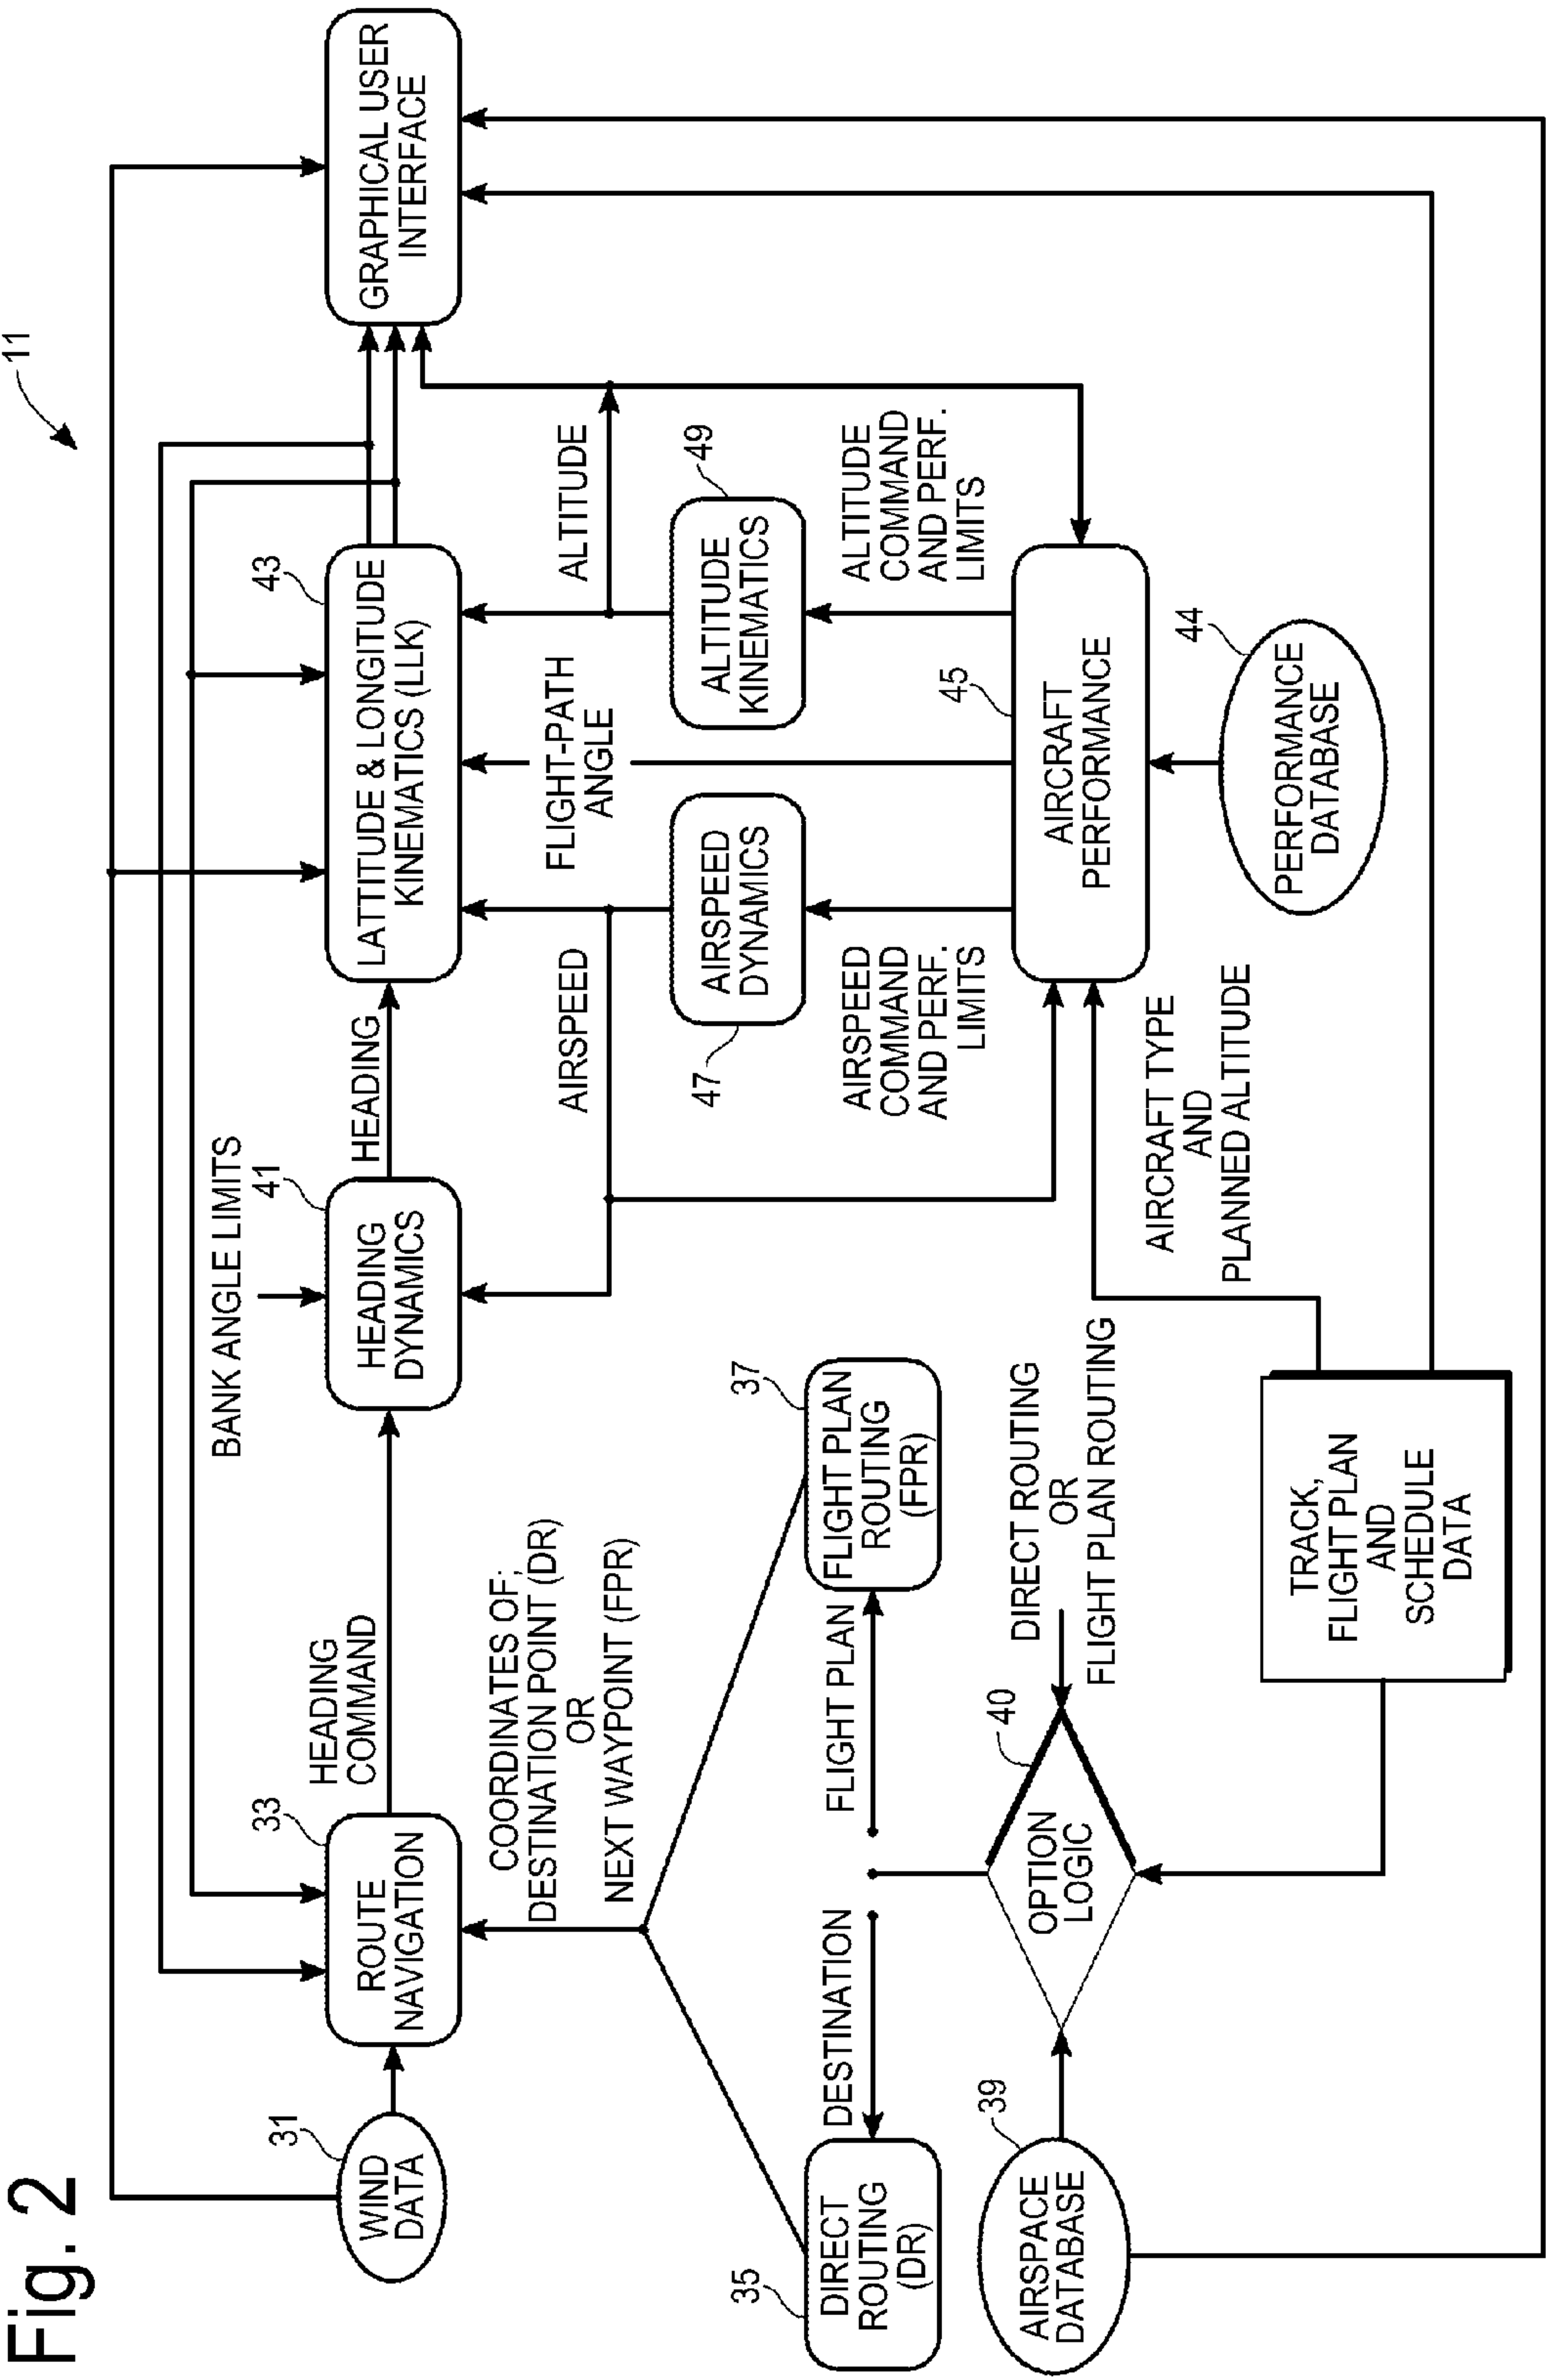 Fig. 2
11
31
WIND
DATA
33
ROUTE
NAVIGATION
HEADING
COMMAND
BANK ANGLE LIMITS
41
HEADING
DYNAMICS
HEADING
43
LATTITUDE & LONGITUDE
KINEMATICS (LLK)
GRAPHICAL USER
INTERFACE
COORDINATES OF;
DESTINATION POINT (DR)
OR
NEXT WAYPOINT (FPR)
AIRSPEED
FLIGHT-PATH
ANGLE
ALTITUDE
35
DIRECT
ROUTING
(DR)
DESTINATION
FLIGHT PLAN
37
FLIGHT PLAN
ROUTING
(FPR)
47
AIRSPEED
DYNAMICS
49
ALTITUDE
KINEMATICS
AIRSPEED
COMMAND
AND PERF.
LIMITS
ALTITUDE
COMMAND
AND PERF.
LIMITS
39
AIRSPACE
DATABASE
40
OPTION
LOGIC
DIRECT ROUTING
OR
FLIGHT PLAN ROUTING
45
AIRCRAFT
PERFORMANCE
AIRCRAFT TYPE
AND
PLANNED ALTITUDE
44
PERFORMANCE
DATABASE
TRACK,
FLIGHT PLAN
AND
SCHEDULE
DATA